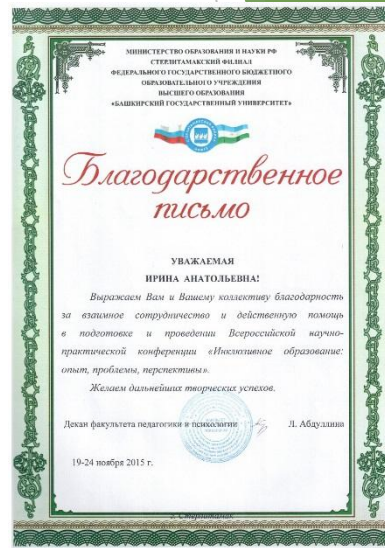 МИНИСТЕРСТВО ОБРАЗОВАНИЯ И НАУКИ РФ
СТЕРЛИТАМАКСКИЙ ФИЛИАЛ
ФЕДЕРАЛЬНОГО ГОСУДАРСТВЕННОГО БЮДЖЕТНОГО
ОБРАЗОВАТЕЛЬНОГО УЧРЕЖДЕНИЯ
ВЫСШЕГО ОБРАЗОВАНИЯ
«БАШКИРСКИЙ ГОСУДАРСТВЕННЫЙ УНИВЕРСИТЕТ»
Благодарственное
письмо
УВАЖАЕМАЯ
ИРИНА АНАТОЛЬЕВНА!
Выражаем Вам и Вашему коллективу благодарность
за взаимное сотрудничество и действенную помощь
в подготовке и проведении Всероссийской научно-
практической конференции «Инклюзивное образование:
опыт, проблемы, перспективы».
Желаем дальнейших творческих успехов.
Декан факультета педагогики и психологии Л. Абдуллина
19-24 ноября 2015 г.
г. Стерлитамак